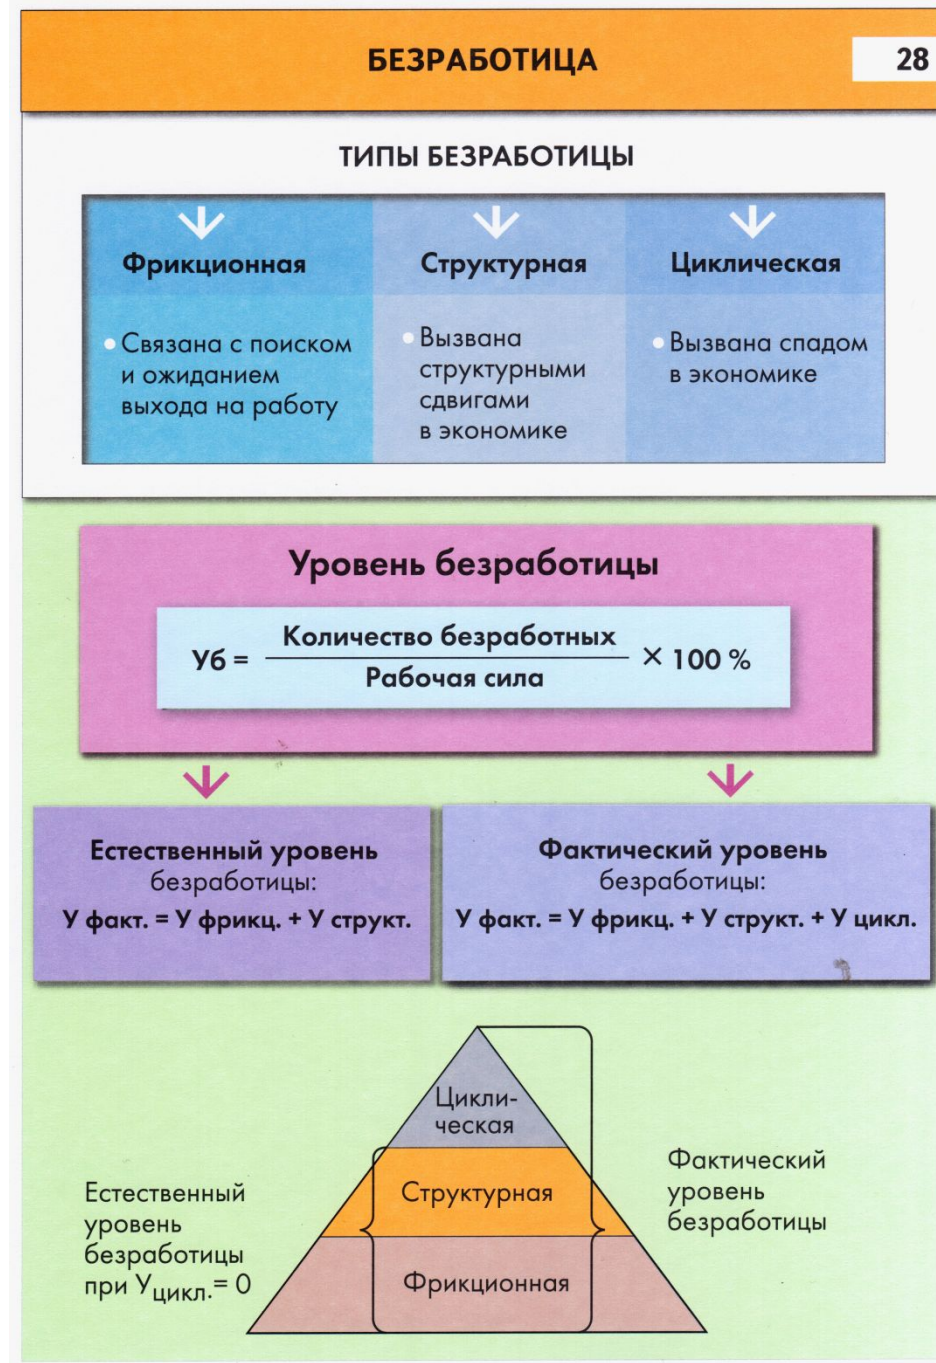 БЕЗРАБОТИЦА
28
ТИПЫ БЕЗРАБОТИЦЫ
Фрикционная
Связана с поиском
и ожиданием
выхода на работу
Структурная
Вызвана
структурными
сдвигами
в экономике
Циклическая
Вызвана спадом
в экономике
Уровень безработицы
Уб = Количество безработных
Рабочая сила
× 100 %
Естественный уровень
безработицы:
У факт. = У фрикц. + У структ.
Фактический уровень
безработицы:
У факт. = У фрикц. + У структ. + У цикл.
Цикли-
ческая
Структурная
Фрикционная
Естественный
уровень
безработицы
при Уцикл.= 0
Фактический
уровень
безработицы